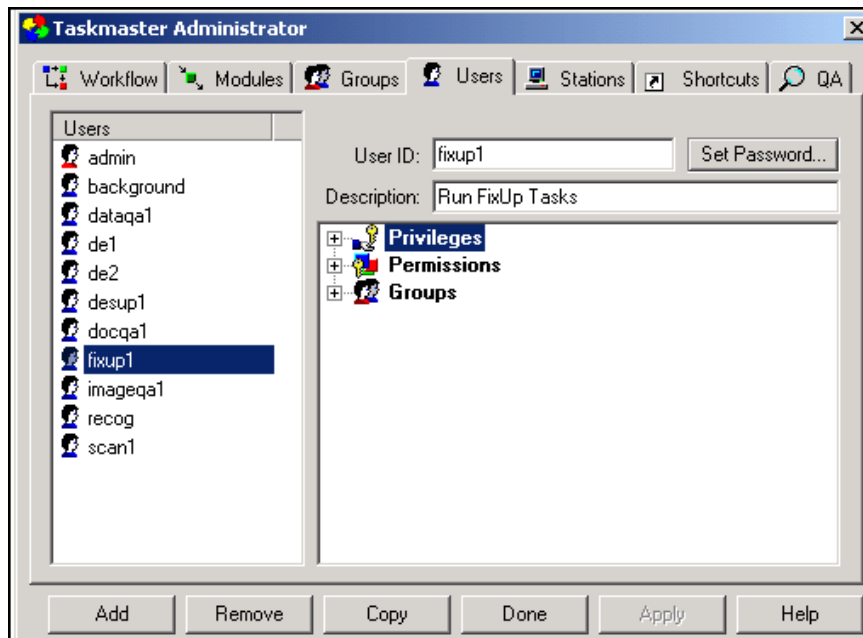 Taskmaster Administrator
Workflow Modules Groups Users Stations Shortcuts QA
Users
admin
background
dataqa1
de1
de2
desup1
docqa1
fixup1
imageqa1
recog
scan1
User ID: fixup1 Set Password...
Description: Run FixUp Tasks
Privileges
Permissions
Groups
Add Remove Copy Done Apply Help